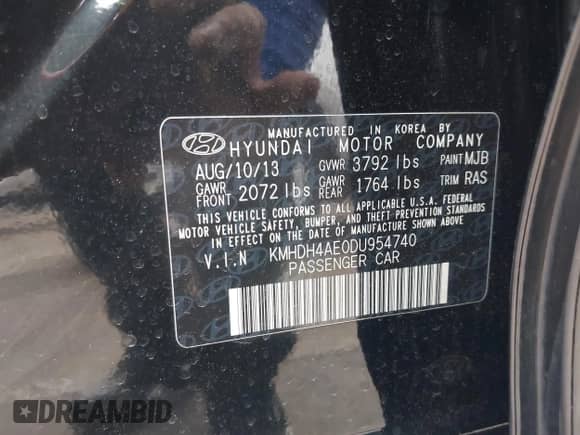 MANUFACTURED IN KOREA BY
HYUNDAI MOTOR COMPANY
AUG/10/13 GVWR 3792 lbs PAINT MJB
GAWR FRONT 2072 lbs GAWR REAR 1764 lbs TRIM RAS
THIS VEHICLE CONFORMS TO ALL APPLICABLE U.S.A. FEDERAL
MOTOR VEHICLE SAFETY, BUMPER, AND THEFT PREVENTION STANDARDS
IN EFFECT ON THE DATE OF MANUFACTURE SHOWN ABOVE.
V.I.N KMHDH4AE0DU954740
PASSENGER CAR
DREAMBID